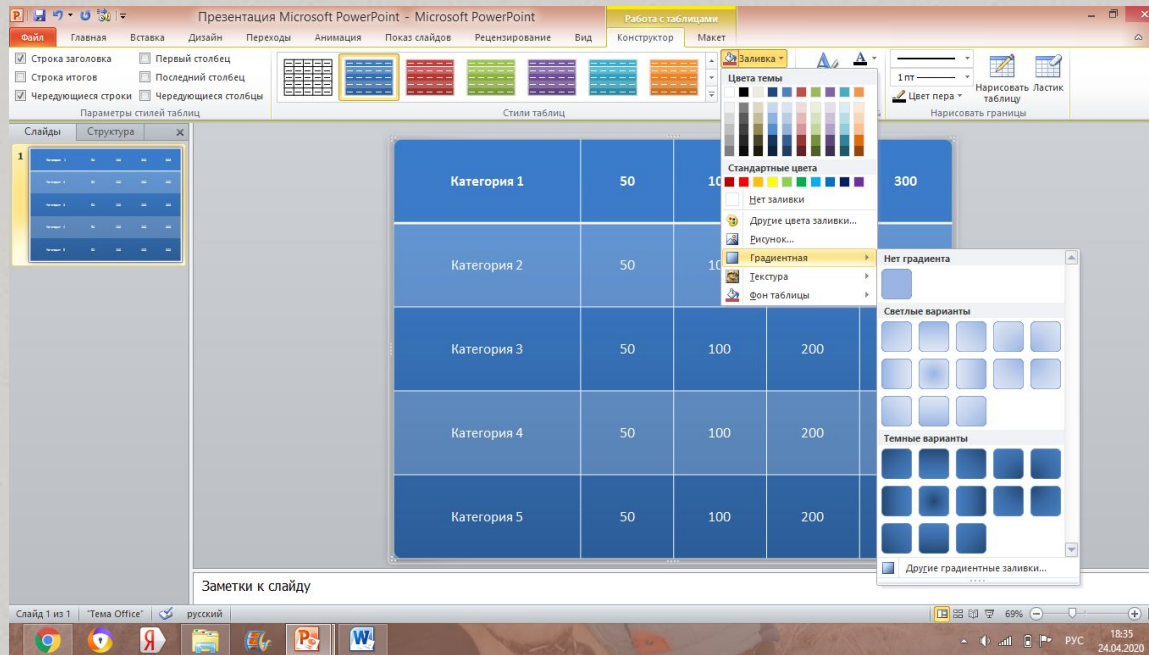 Презентация Microsoft PowerPoint - Microsoft PowerPoint
Работа с таблицами
Файл Главная Вставка Дизайн Переходы Анимация Показ слайдов Рецензирование Вид Конструктор Макет
Строка заголовка Первый столбец
Строка итогов Последний столбец
Чередующиеся строки Чередующиеся столбцы
Параметры стилей таблиц
Стили таблиц
Заливка
A A
1 пт
Цвет пера
Нарисовать таблицу
Ластик
Нарисовать границы
Цвета темы
Стандартные цвета
Нет заливки
Другие цвета заливки...
Рисунок...
Градиентная
Текстура
Фон таблицы
Нет градиента
Светлые варианты
Темные варианты
Другие градиентные заливки...
Слайды Структура
1
Категория 1 50 10 300
Категория 2 50 10
Категория 3 50 100 200
Категория 4 50 100 200
Категория 5 50 100 200
Заметки к слайду
Слайд 1 из 1 "Тема Office" русский 69%
РУС 18:35
24.04.2020